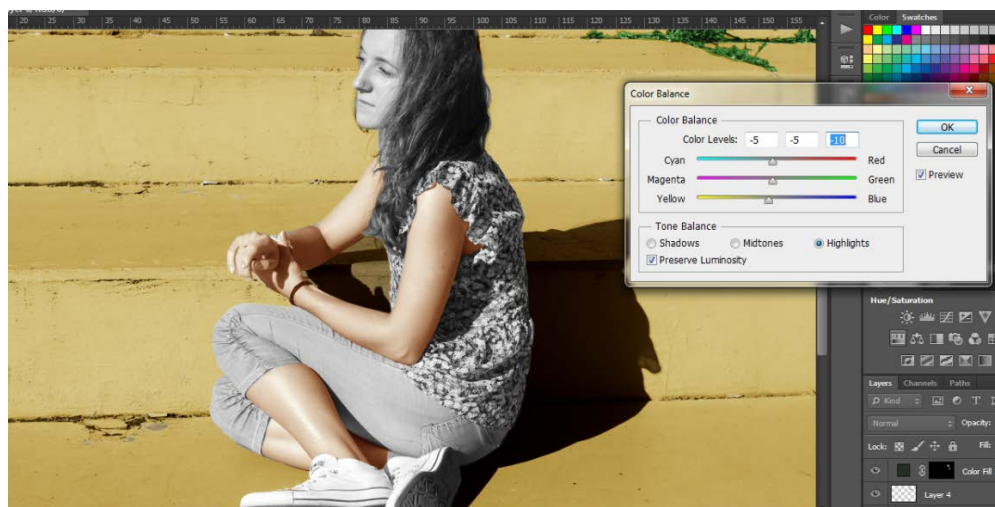 20 25 30 35 40 45 50 55 60 65 70 75 80 85 90 95 100 105 110 115 120 125 130 135 140 145 150 155
Color Swatches
Color Balance
Color Balance
Color Levels: -5 -5 -10
Cyan Red
Magenta Green
Yellow Blue
Tone Balance
Shadows Midtones Highlights
Preserve Luminosity
OK
Cancel
Preview
Hue/Saturation
Layers Channels Paths
Kind
Normal Opacity:
Lock: Fill:
Color Fill
Layer 4